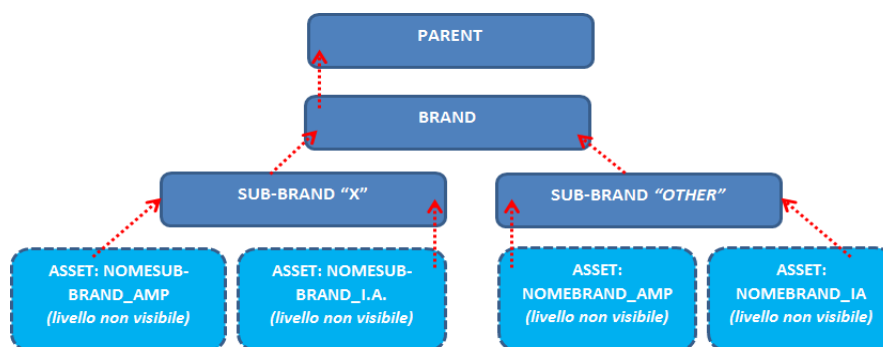 PARENT
BRAND
SUB-BRAND “X”
SUB-BRAND “OTHER”
ASSET: NOMESUB-
BRAND_AMP
(livello non visibile)
ASSET: NOMESUB-
BRAND_I.A.
(livello non visibile)
ASSET:
NOMEBRAND_AMP
(livello non visibile)
ASSET:
NOMEBRAND_IA
(livello non visibile)